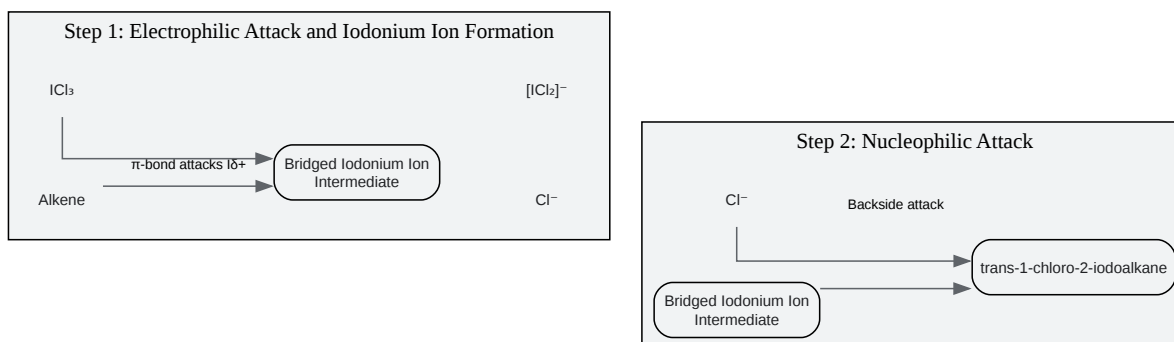 Step 1: Electrophilic Attack and Iodonium Ion Formation
ICl₃
[ICl₂]⁻
π-bond attacks Iδ+
Bridged Iodonium Ion
Intermediate
Alkene
Cl⁻
Step 2: Nucleophilic Attack
Cl⁻
Backside attack
trans-1-chloro-2-iodoalkane
Bridged Iodonium Ion
Intermediate